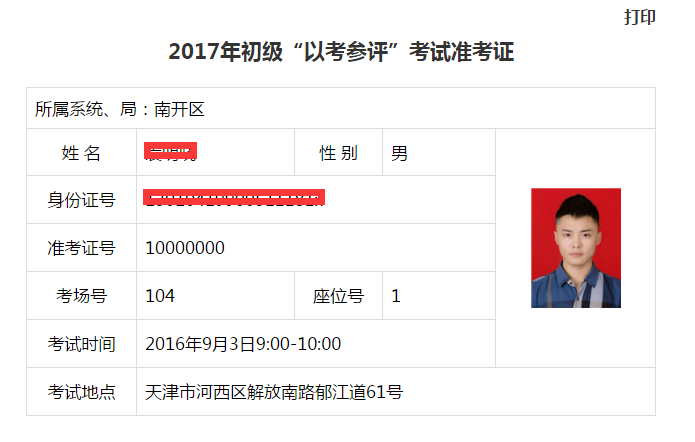 打印
2017年初级“以考参评”考试准考证
所属系统、局：南开区
姓 名
性 别 男
身份证号
准考证号 10000000
考场号 104 座位号 1
考试时间 2016年9月3日9:00-10:00
考试地点 天津市河西区解放南路郁江道61号